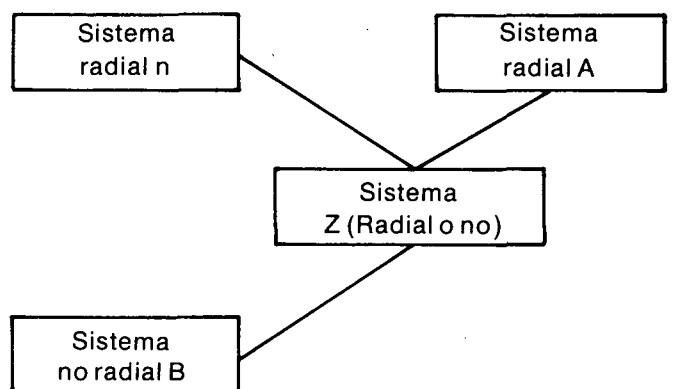 Sistema
radial n
Sistema
radial A
Sistema
Z (Radial o no)
Sistema
no radial B